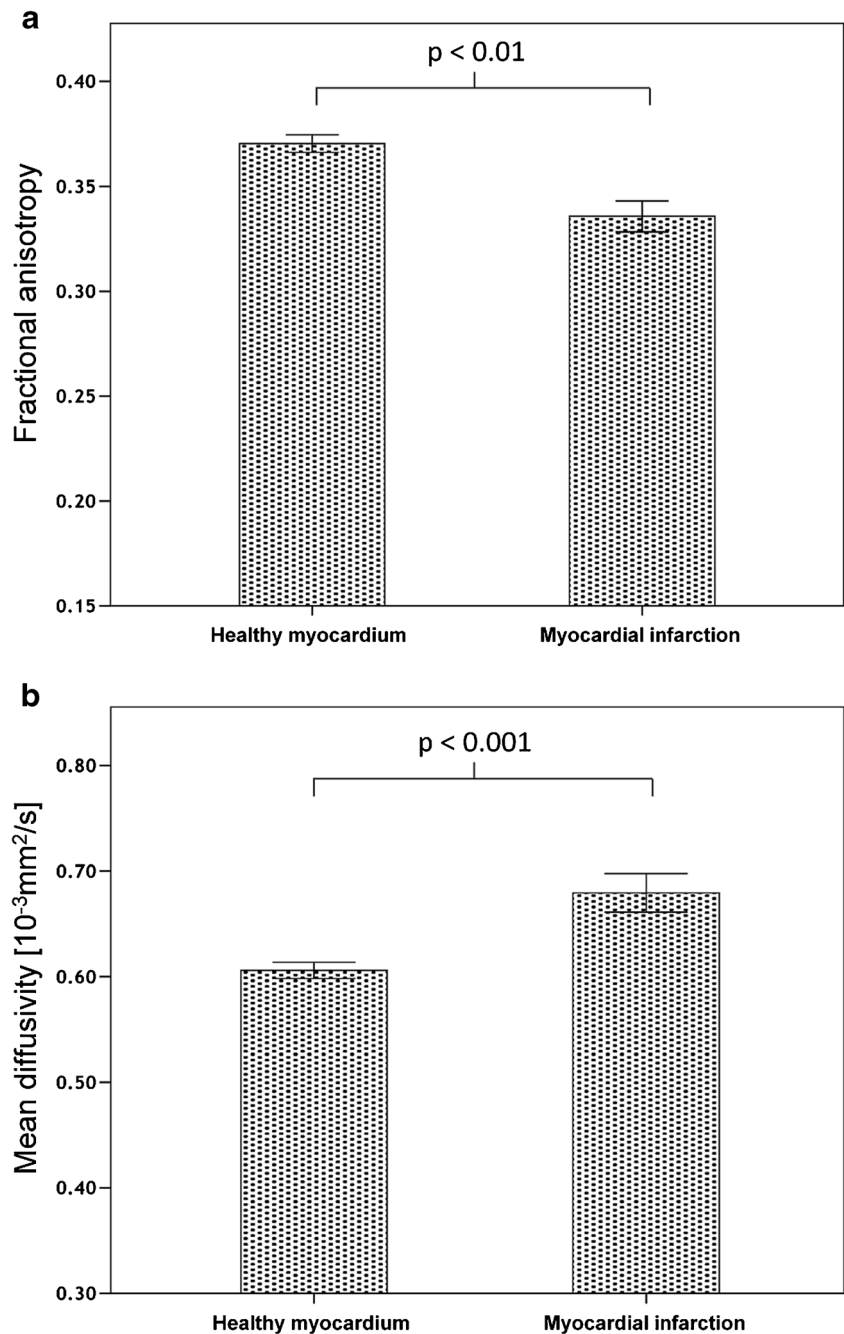 a
p < 0.01
Fractional anisotropy
0.40
0.35
0.30
0.25
0.20
0.15
Healthy myocardium
Myocardial infarction
b
p < 0.001
Mean diffusivity [10⁻³mm²/s]
0.80
0.70
0.60
0.50
0.40
0.30
Healthy myocardium
Myocardial infarction